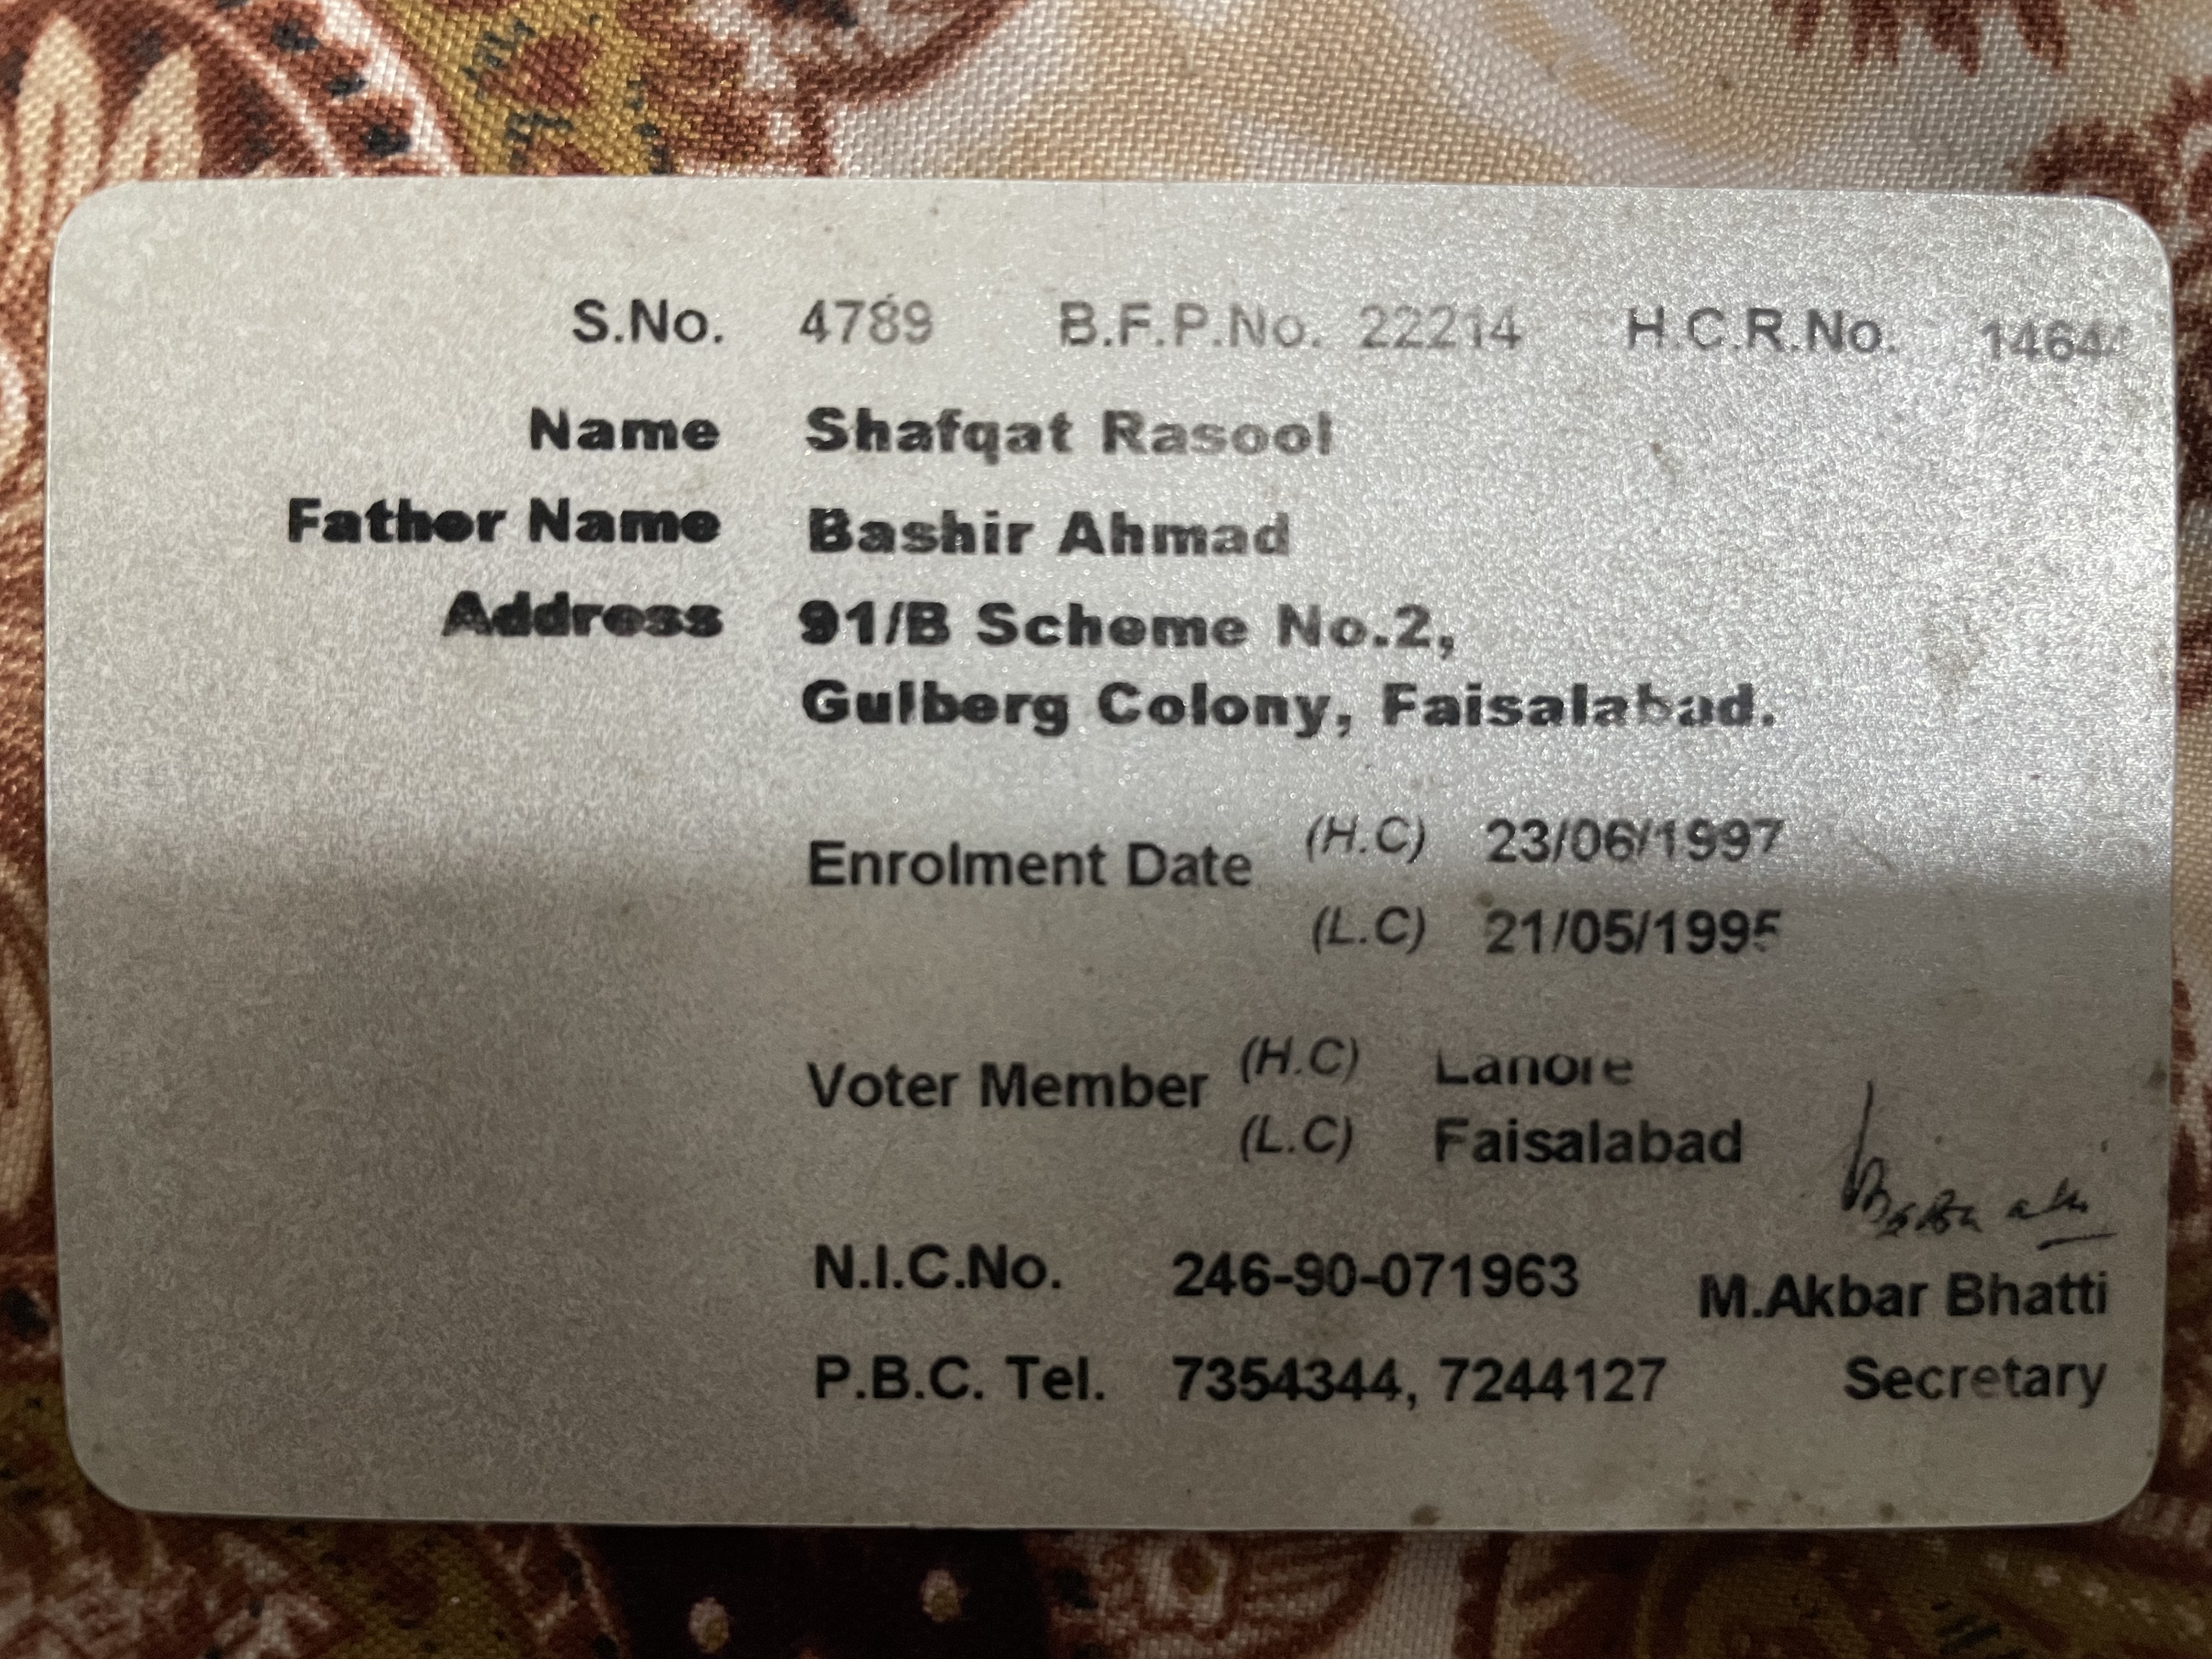 S.No. 4789 B.F.P.No. 22214 H.C.R.No.
Name Shafqat Rasool
Father Name Bashir Ahmad
Address 91/B Scheme No.2,
Gulberg Colony, Faisalabad.
Enrolment Date (H.C) 23/06/1997
(L.C) 21/05/1995
Voter Member (H.C) Lahore
(L.C) Faisalabad
N.I.C.No. 246-90-071963 M.Akbar Bhatti
P.B.C. Tel. 7354344, 7244127 Secretary